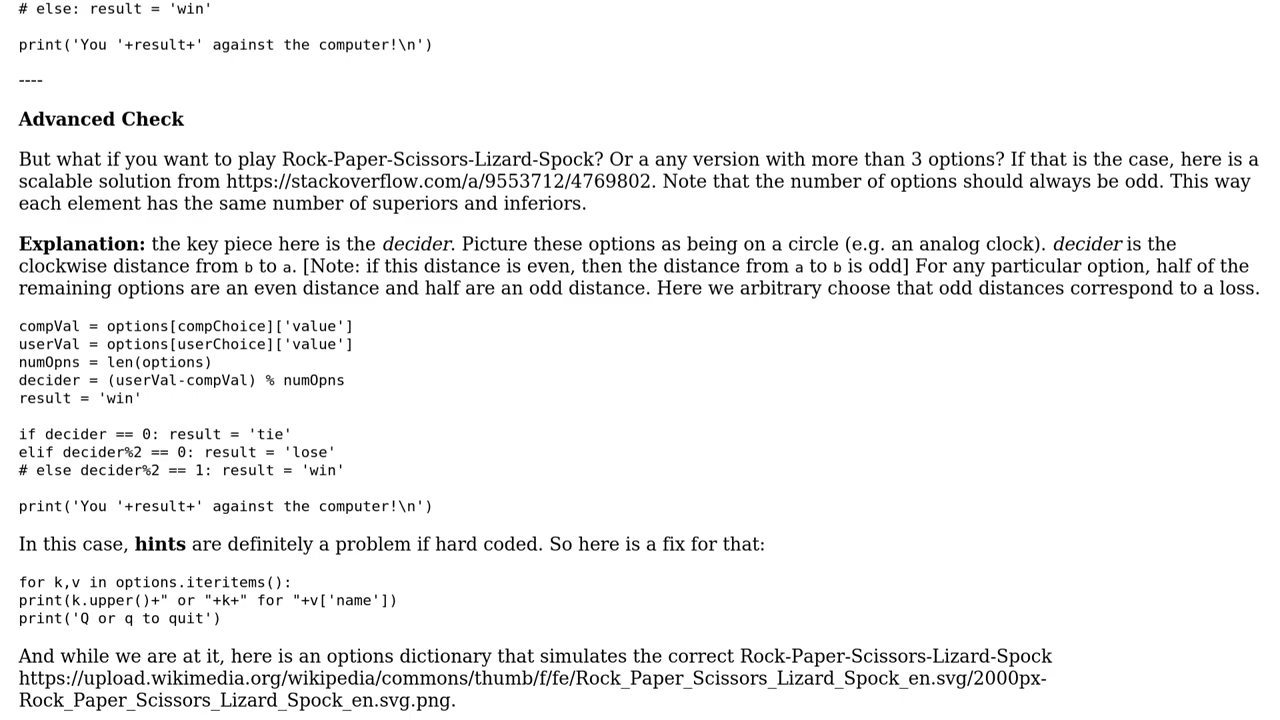 # else: result = 'win'
print('You '+result+' against the computer!\n')
----
Advanced Check
But what if you want to play Rock-Paper-Scissors-Lizard-Spock? Or a any version with more than 3 options? If that is the case, here is a
scalable solution from https://stackoverflow.com/a/9553712/4769802. Note that the number of options should always be odd. This way
each element has the same number of superiors and inferiors.
Explanation: the key piece here is the decider. Picture these options as being on a circle (e.g. an analog clock). decider is the
clockwise distance from b to a. [Note: if this distance is even, then the distance from a to b is odd] For any particular option, half of the
remaining options are an even distance and half are an odd distance. Here we arbitrary choose that odd distances correspond to a loss.
compVal = options[compChoice]['value']
userVal = options[userChoice]['value']
numOpns = len(options)
decider = (userVal-compVal) % numOpns
result = 'win'
if decider == 0: result = 'tie'
elif decider%2 == 0: result = 'lose'
# else decider%2 == 1: result = 'win'
print('You '+result+' against the computer!\n')
In this case, hints are definitely a problem if hard coded. So here is a fix for that:
for k,v in options.iteritems():
print(k.upper()+" or "+k+" for "+v['name'])
print('Q or q to quit')
And while we are at it, here is an options dictionary that simulates the correct Rock-Paper-Scissors-Lizard-Spock
https://upload.wikimedia.org/wikipedia/commons/thumb/f/fe/Rock_Paper_Scissors_Lizard_Spock_en.svg/2000px-
Rock_Paper_Scissors_Lizard_Spock_en.svg.png.